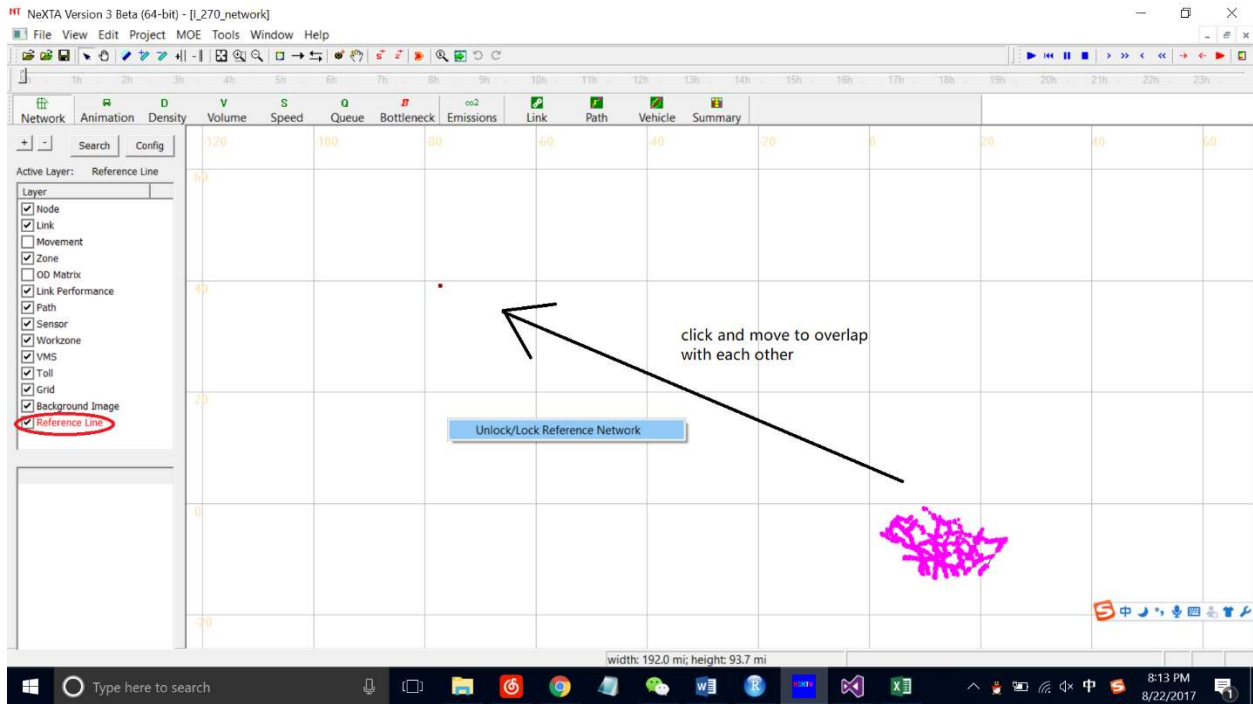 NeXTA Version 3 Beta (64-bit) - [I_270_network]
File View Edit Project MOE Tools Window Help
1h 2h 3h 4h 5h 6h 7h 8h 9h 10h 11h 12h 13h 14h 15h 16h 17h 18h 19h 20h 21h 22h 23h
D V S Q B co2
Network Animation Density Volume Speed Queue Bottleneck Emissions Link Path Vehicle Summary
+ - Search Config
-120 -100 -80 -60 -40 -20 0 20 40 60
Active Layer: Reference Line
60
Layer
Node
Link
Movement
Zone
OD Matrix
Link Performance
40
Path
Sensor
Workzone
VMS
Toll
Grid
Background Image
20
Reference Line
click and move to overlap
with each other
Unlock/Lock Reference Network
0
-20
中
width: 192.0 mi; height: 93.7 mi
Type here to search
中
8:13 PM
8/22/2017